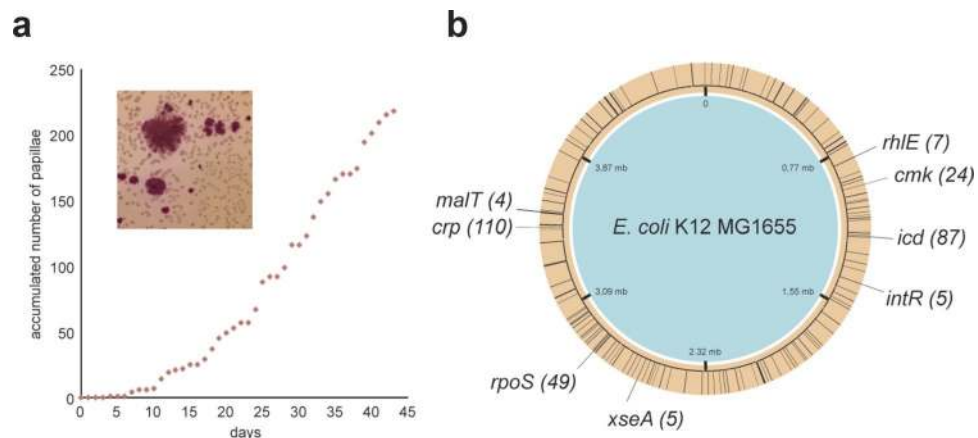 a
250
200
150
100
50
0
accumulated number of papillae
0 5 10 15 20 25 30 35 40 45
days
b
0
0,77 mb
1,55 mb
2.32 mb
3,09 mb
3,87 mb
E. coli K12 MG1655
rhlE (7)
cmk (24)
icd (87)
intR (5)
xseA (5)
rpoS (49)
crp (110)
malT (4)